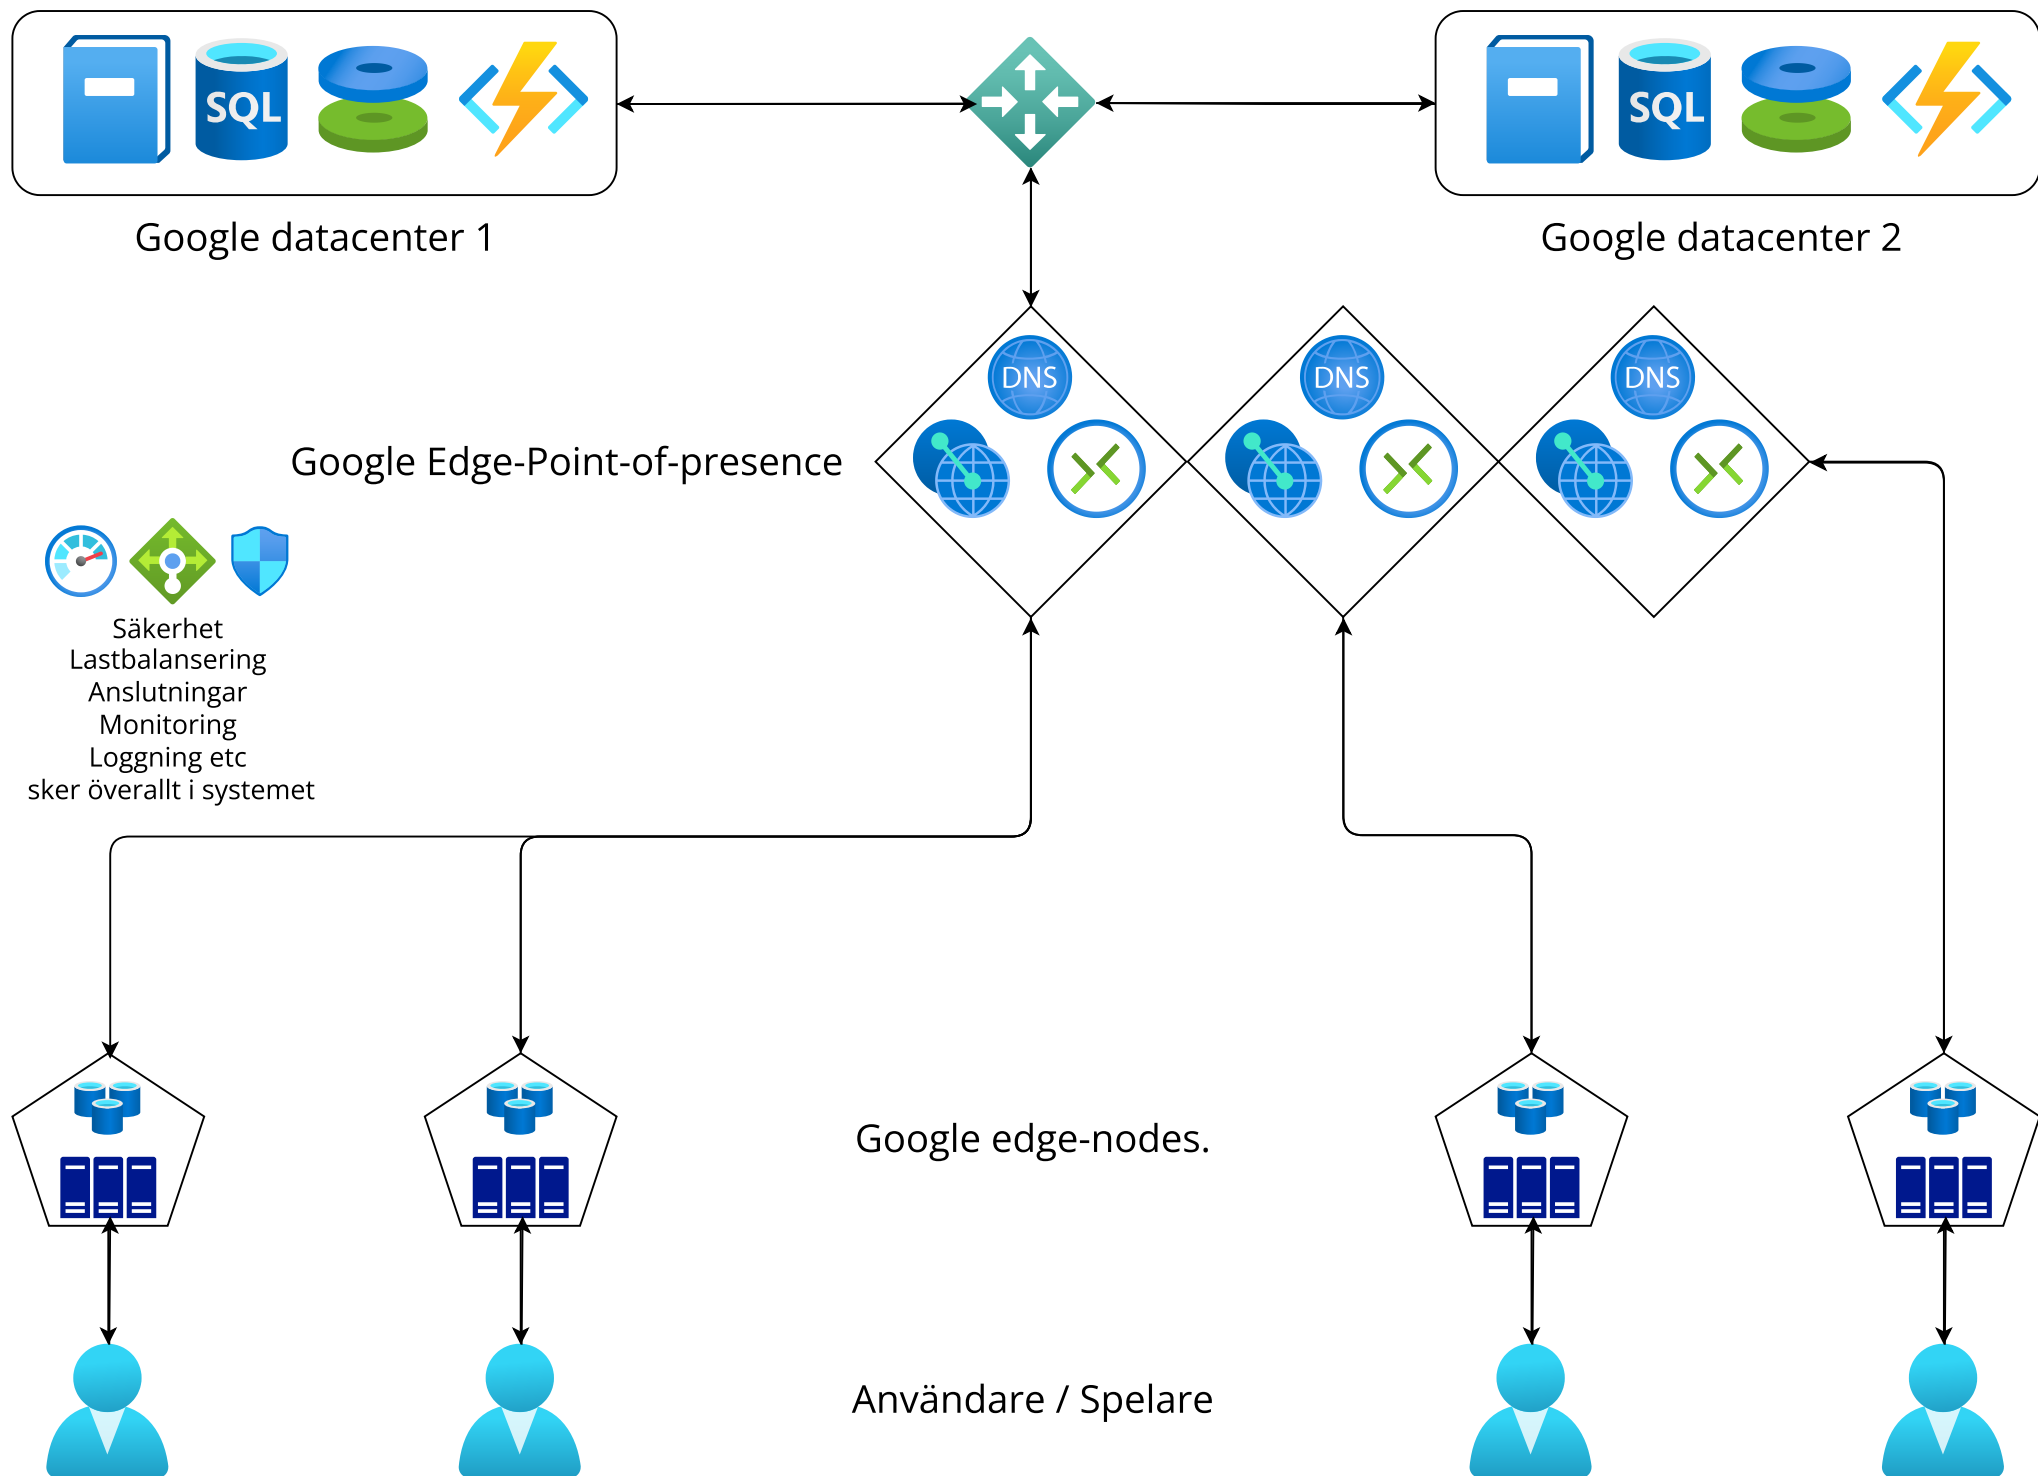 SQL
SQL
Google datacenter 1
Google datacenter 2
DNS
DNS
DNS
Google Edge-Point-of-presence
Säkerhet
Lastbalansering
Anslutningar
Monitoring
Loggning etc
sker överallt i systemet
Google edge-nodes.
Användare / Spelare